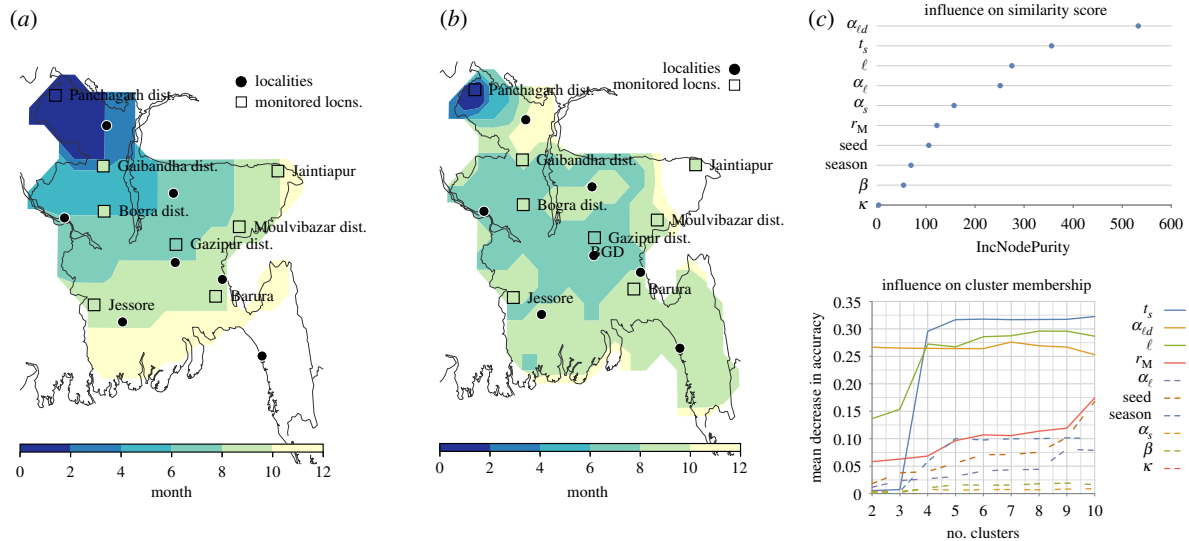 (a)
localities
monitored locns.
Panchagarh dist.
Gaibandha dist.
Jaintiapur
Bogra dist.
Moulvibazar dist.
Gazipur dist.
Jessore
Barura
0 2 4 6 8 10 12
month
(b)
localities
monitored locns.
Panchagarh dist.
Gaibandha dist.
Jaintiapur
Bogra dist.
Moulvibazar dist.
Gazipur dist.
BGD
Jessore
Barura
0 2 4 6 8 10 12
month
(c)
influence on similarity score
αℓd
ts
ℓ
αℓ
αs
rM
seed
season
β
κ
0 100 200 300 400 500 600
IncNodePurity
influence on cluster membership
mean decrease in accuracy
0.35
0.30
0.25
0.20
0.15
0.10
0.05
0
2 3 4 5 6 7 8 9 10
no. clusters
ts
αℓd
ℓ
rM
αℓ
seed
season
αs
β
κ